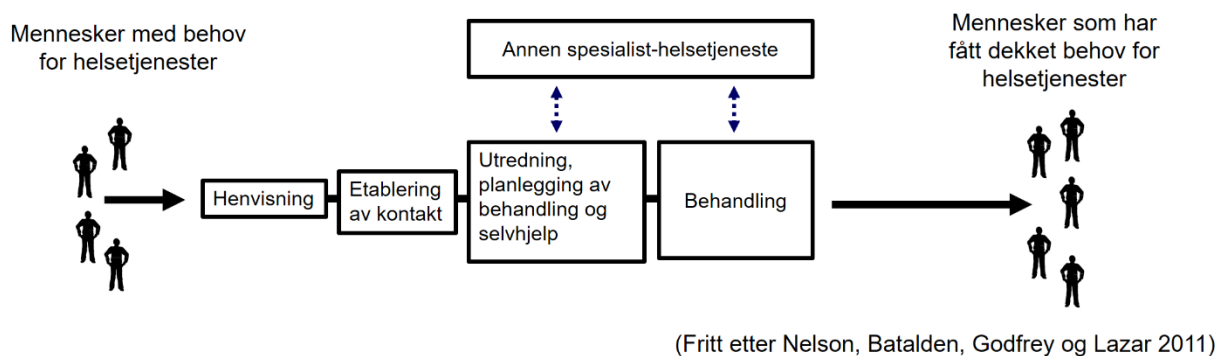 Mennesker med behov
for helsetjenester
Annen spesialist-helsetjeneste
Mennesker som har
fått dekket behov for
helsetjenester
Henvisning
Etablering
av kontakt
Utredning,
planlegging av
behandling og
selvhjelp
Behandling
(Fritt etter Nelson, Batalden, Godfrey og Lazar 2011)